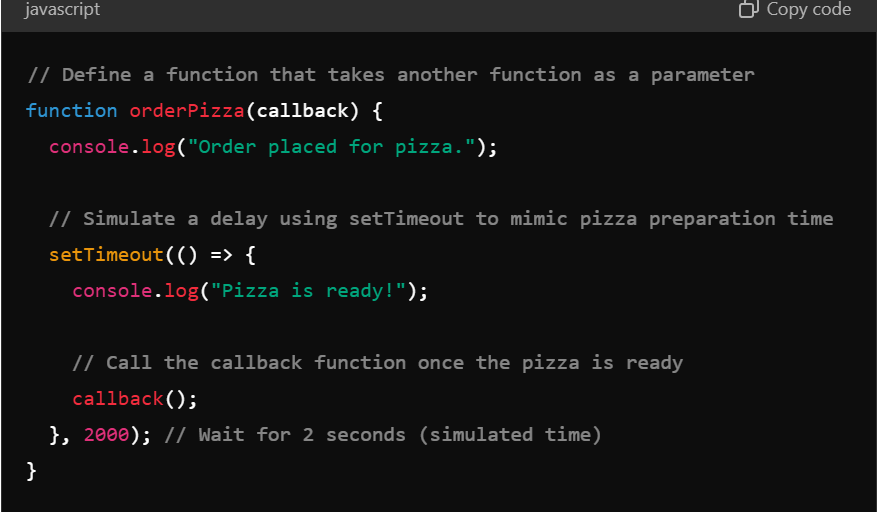 javascript
Copy code
// Define a function that takes another function as a parameter
function orderPizza(callback) {
  console.log("Order placed for pizza.");
  // Simulate a delay using setTimeout to mimic pizza preparation time
  setTimeout(() => {
    console.log("Pizza is ready!");
    // Call the callback function once the pizza is ready
    callback();
  }, 2000); // Wait for 2 seconds (simulated time)
}